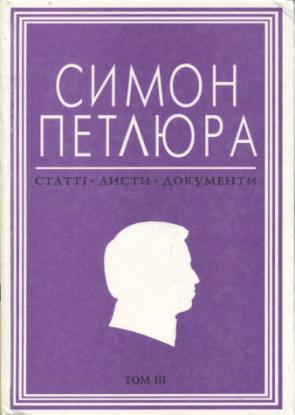 СИМОН
ПЕТЛЮРА
СТАТТІ • ЛИСТИ • ДОКУМЕНТИ
ТОМ III